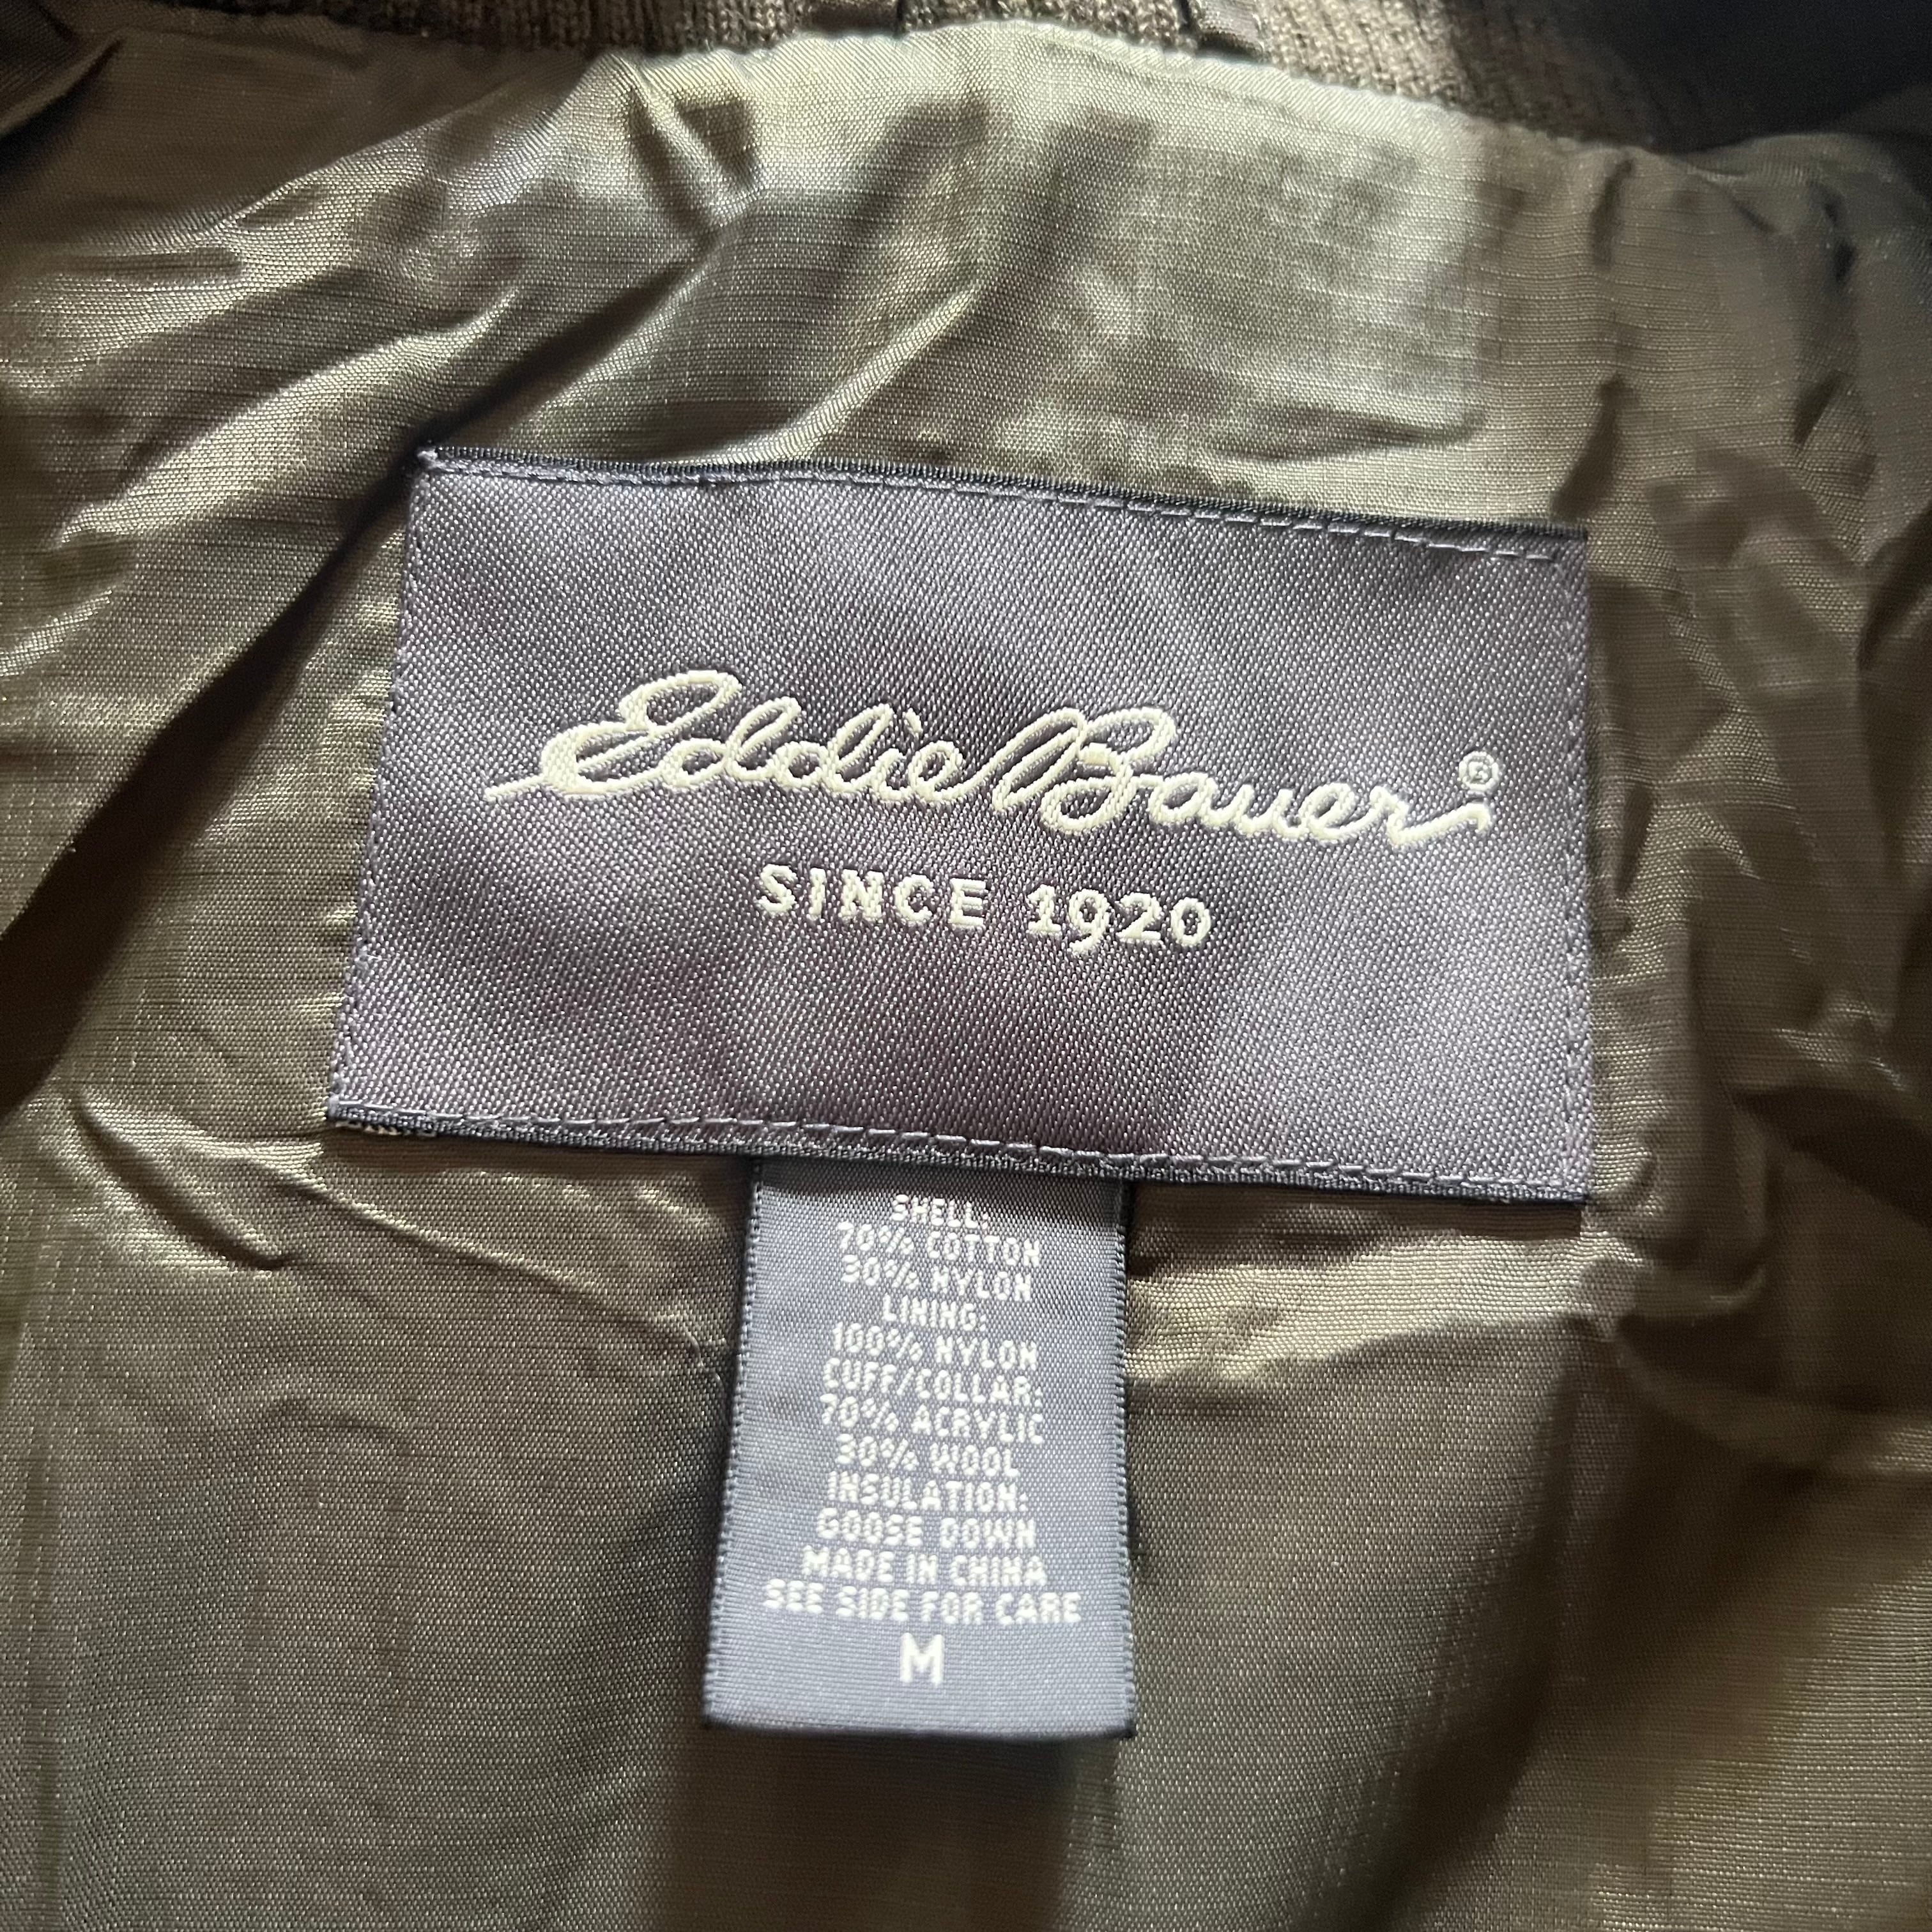 Eddie Bauer®
SINCE 1920
SHELL:
70% COTTON
30% NYLON
LINING:
100% NYLON
CUFF/COLLAR:
70% ACRYLIC
30% WOOL
INSULATION:
GOOSE DOWN
MADE IN CHINA
SEE SIDE FOR CARE
M